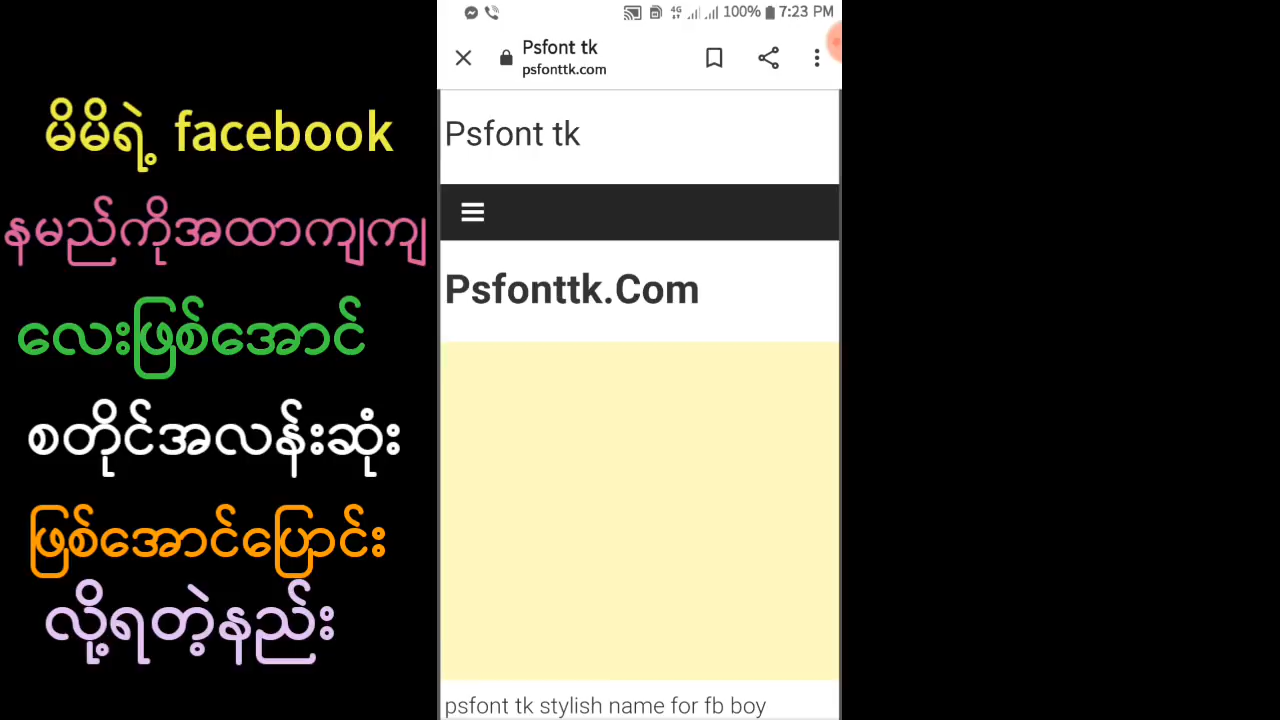 မိမိရဲ့ facebook
နမည်ကိုအထာကျကျ
လေးဖြစ်အောင်
စတိုင်အလန်းဆုံး
ဖြစ်အောင်ပြောင်း
လို့ရတဲ့နည်း
4G 100% 7:23 PM
Psfont tk
psfonttk.com
Psfont tk
Psfonttk.Com
psfont tk stylish name for fb boy